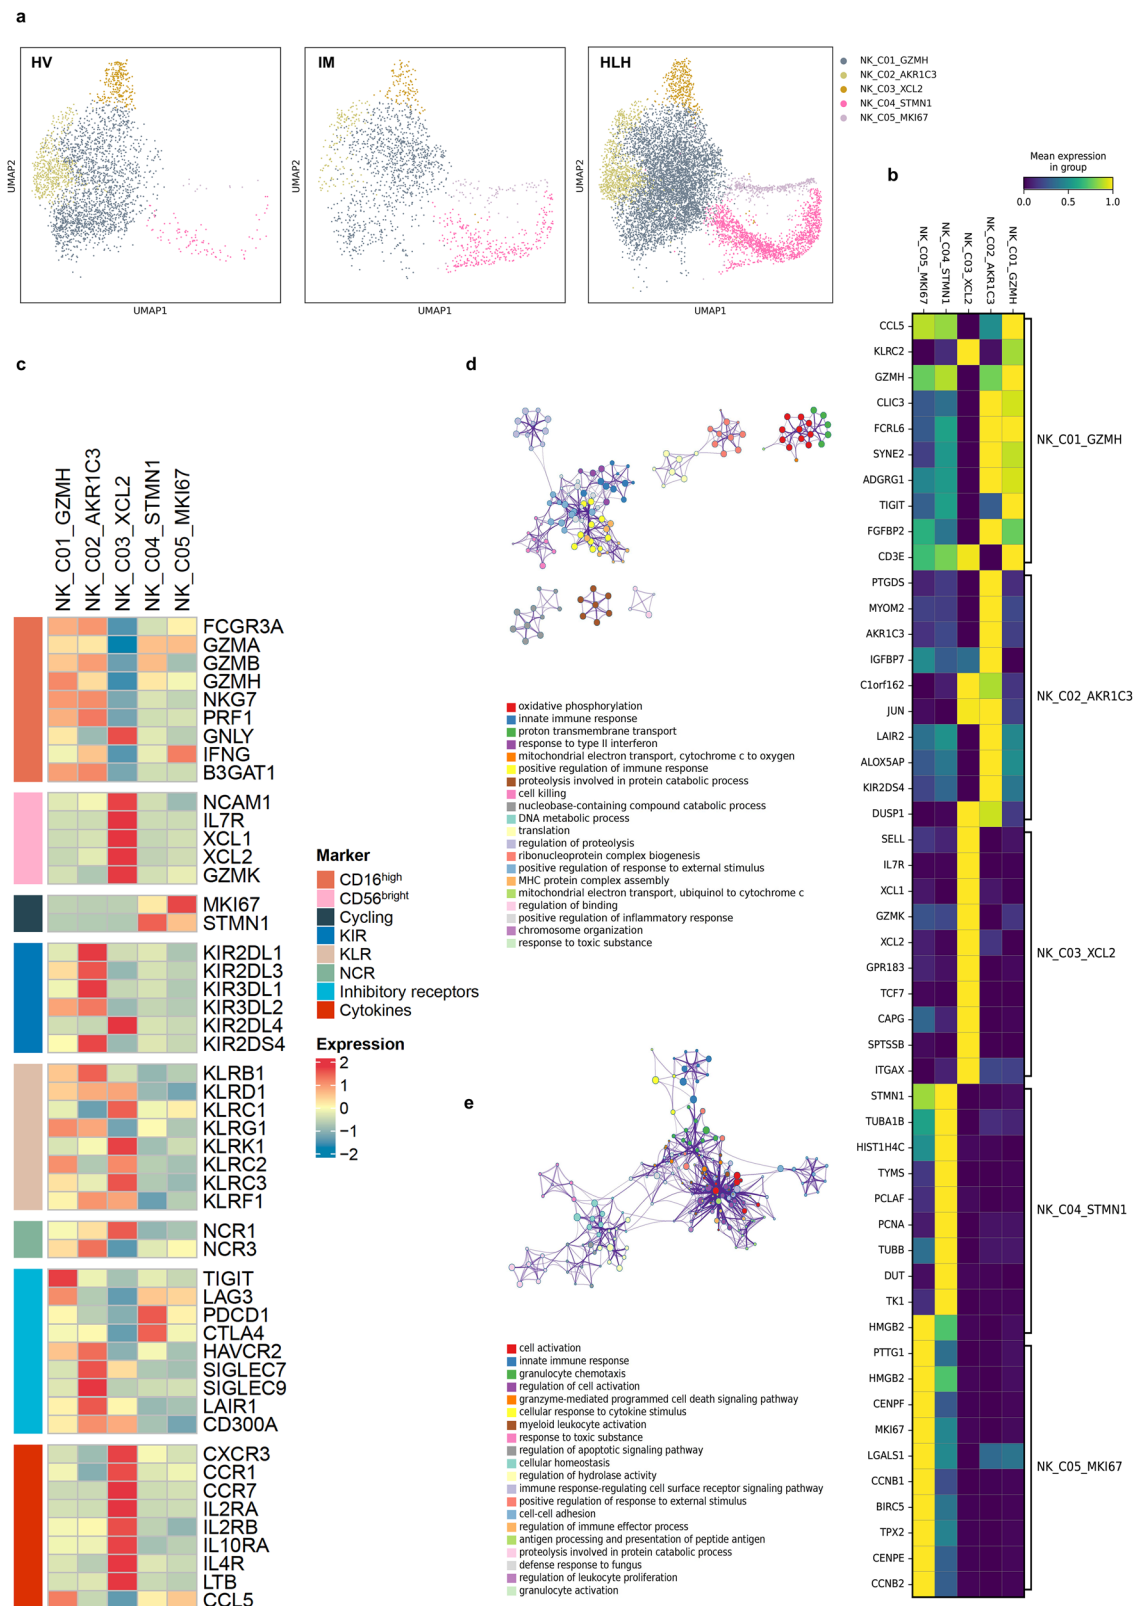 a
HV
IM
HLH
NK_C01_GZMH
NK_C02_AKR1C3
NK_C03_XCL2
NK_C04_STMN1
NK_C05_MKI67
UMAP2
UMAP2
UMAP2
UMAP1
UMAP1
UMAP1
b
Mean expression
in group
0.0
0.5
1.0
NK_C05_MKI67
NK_C04_STMN1
NK_C03_XCL2
NK_C02_AKR1C3
NK_C01_GZMH
CCL5
KLRC2
GZMH
CLIC3
FCRL6
SYNE2
ADGRG1
TIGIT
FGFBP2
CD3E
PTGDS
MYOM2
AKR1C3
IGFBP7
C1orf162
JUN
LAIR2
ALOX5AP
KIR2DS4
DUSP1
SELL
IL7R
XCL1
GZMK
XCL2
GPR183
TCF7
CAPG
SPTSSB
ITGAX
STMN1
TUBA1B
HIST1H4C
TYMS
PCLAF
PCNA
TUBB
DUT
TK1
HMGB2
PTTG1
HMGB2
CENPF
MKI67
LGALS1
CCNB1
BIRC5
TPX2
CENPE
CCNB2
NK_C01_GZMH
NK_C02_AKR1C3
NK_C03_XCL2
NK_C04_STMN1
NK_C05_MKI67
c
NK_C01_GZMH
NK_C02_AKR1C3
NK_C03_XCL2
NK_C04_STMN1
NK_C05_MKI67
FCGR3A
GZMA
GZMB
GZMH
NKG7
PRF1
GNLY
IFNG
B3GAT1
NCAM1
IL7R
XCL1
XCL2
GZMK
MKI67
STMN1
KIR2DL1
KIR2DL3
KIR3DL1
KIR3DL2
KIR2DL4
KIR2DS4
KLRB1
KLRD1
KLRC1
KLRG1
KLRK1
KLRC2
KLRC3
KLRF1
NCR1
NCR3
TIGIT
LAG3
PDCD1
CTLA4
HAVCR2
SIGLEC7
SIGLEC9
LAIR1
CD300A
CXCR3
CCR1
CCR7
IL2RA
IL2RB
IL10RA
IL4R
LTB
CCL5
Marker
CD16high
CD56bright
Cycling
KIR
KLR
NCR
Inhibitory receptors
Cytokines
Expression
2
1
0
−1
−2
d
oxidative phosphorylation
innate immune response
proton transmembrane transport
response to type II interferon
mitochondrial electron transport, cytochrome c to oxygen
positive regulation of immune response
proteolysis involved in protein catabolic process
cell killing
nucleobase-containing compound catabolic process
DNA metabolic process
translation
regulation of proteolysis
ribonucleoprotein complex biogenesis
positive regulation of response to external stimulus
MHC protein complex assembly
mitochondrial electron transport, ubiquinol to cytochrome c
regulation of binding
positive regulation of inflammatory response
chromosome organization
response to toxic substance
e
cell activation
innate immune response
granulocyte chemotaxis
regulation of cell activation
granzyme-mediated programmed cell death signaling pathway
cellular response to cytokine stimulus
myeloid leukocyte activation
response to toxic substance
regulation of apoptotic signaling pathway
cellular homeostasis
regulation of hydrolase activity
immune response-regulating cell surface receptor signaling pathway
positive regulation of response to external stimulus
cell-cell adhesion
regulation of immune effector process
antigen processing and presentation of peptide antigen
proteolysis involved in protein catabolic process
defense response to fungus
regulation of leukocyte proliferation
granulocyte activation